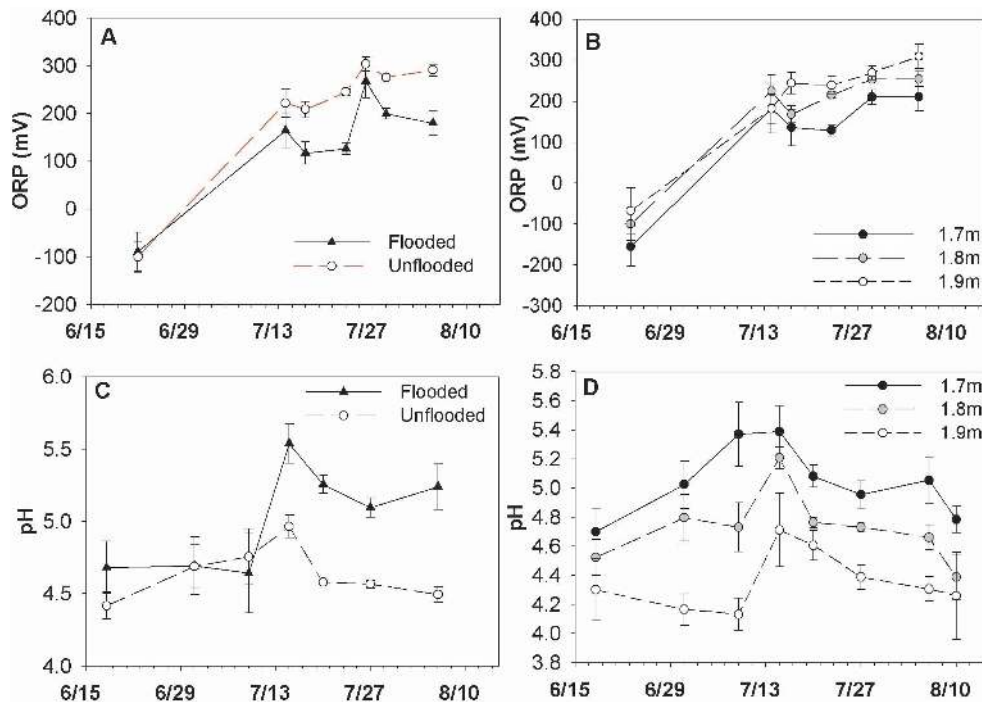 A
ORP (mV)
400
300
200
100
0
-100
-200
Flooded
Unflooded
6/15 6/29 7/13 7/27 8/10
B
ORP (mV)
400
300
200
100
0
-100
-200
-300
1.7m
1.8m
1.9m
6/15 6/29 7/13 7/27 8/10
C
pH
6.0
5.5
5.0
4.5
4.0
Flooded
Unflooded
6/15 6/29 7/13 7/27 8/10
D
pH
5.8
5.6
5.4
5.2
5.0
4.8
4.6
4.4
4.2
4.0
3.8
1.7m
1.8m
1.9m
6/15 6/29 7/13 7/27 8/10